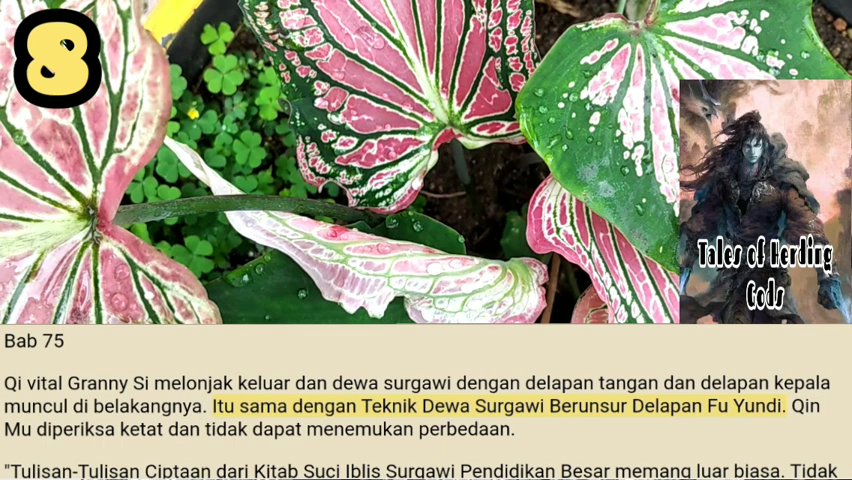 8
Tales of Herding
Gods
Bab 75
Qi vital Granny Si melonjak keluar dan dewa surgawi dengan delapan tangan dan delapan kepala
muncul di belakangnya. Itu sama dengan Teknik Dewa Surgawi Berunsur Delapan Fu Yundi. Qin
Mu diperiksa ketat dan tidak dapat menemukan perbedaan.
"Tulisan-Tulisan Ciptaan dari Kitab Suci Iblis Surgawi Pendidikan Besar memang luar biasa. Tidak